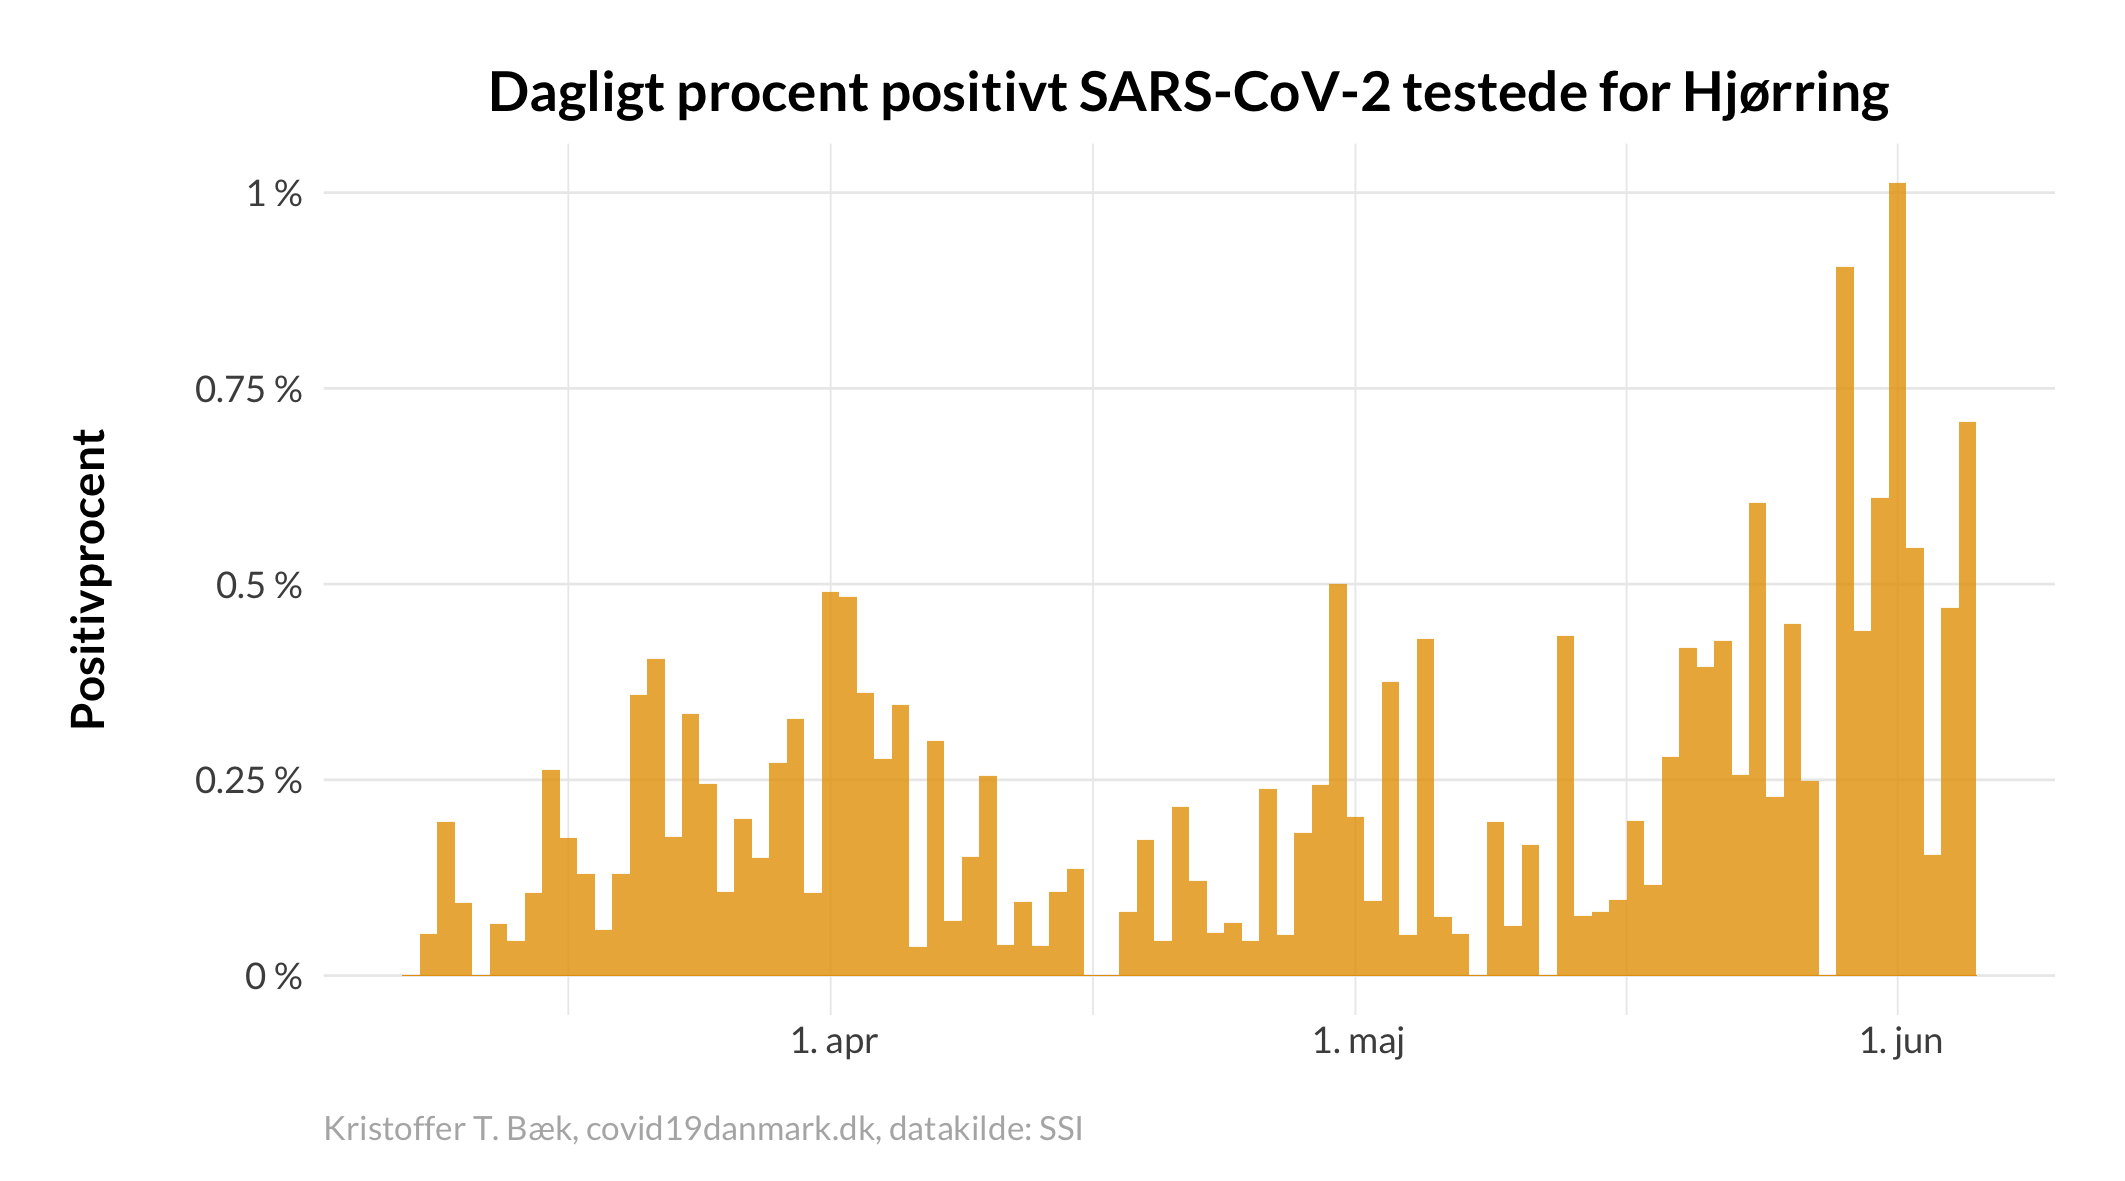 Dagligt procent positivt SARS-CoV-2 testede for Hjørring
Positivprocent
1 %
0.75 %
0.5 %
0.25 %
0 %
1. apr
1. maj
1. jun
Kristoffer T. Bæk, covid19danmark.dk, datakilde: SSI